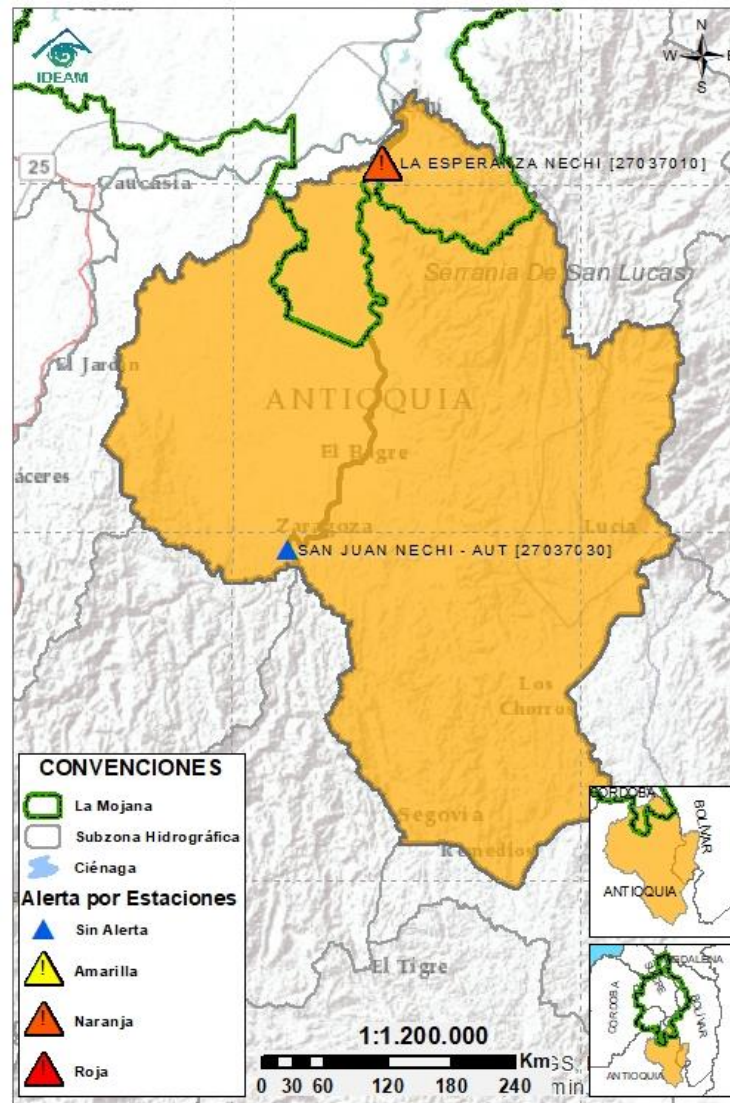 IDEAM
N
W E
S
LA ESPERANZA NECHI [27037010]
25
Caucasia
Serrania De San Lucas
El Jardin
ANTIOQUIA
El Bagre
áceres
Zaragoza
Lucia
SAN JUAN NECHI - AUT [27037030]
Los
Chorros
Segovia
Remedios
El Tigre
CONVENCIONES
La Mojana
Subzona Hidrográfica
Ciénaga
Alerta por Estaciones
Sin Alerta
Amarilla
Naranja
Roja
1:1.200.000
Km
0 30 60 120 180 240
GS,
min
CORDOBA
BOLIVAR
ANTIOQUIA
CORDOBA
BOLIVAR
ANTIOQUIA